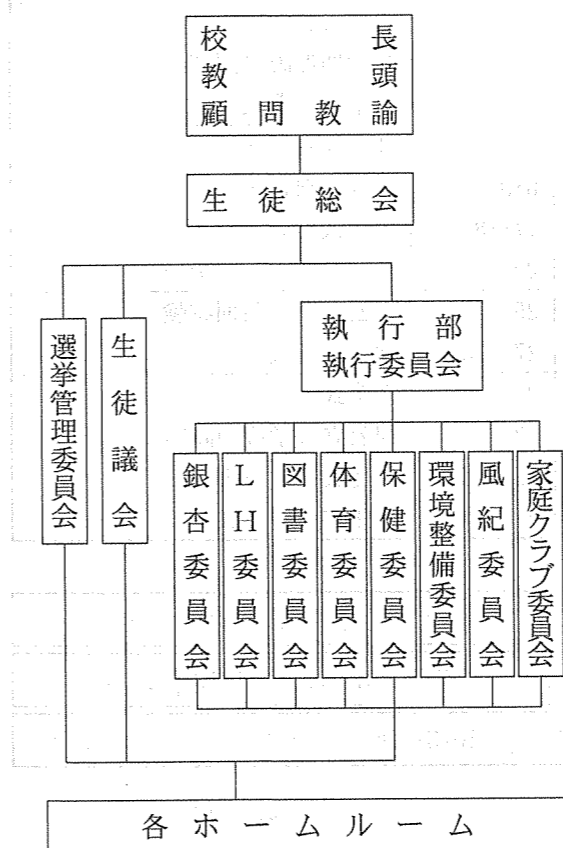 校長
教頭
顧問教諭
生徒総会
選挙管理委員会
生徒議会
執行部
執行委員会
銀杏委員会
LH委員会
図書委員会
体育委員会
保健委員会
環境整備委員会
風紀委員会
家庭クラブ委員会
各ホームルーム